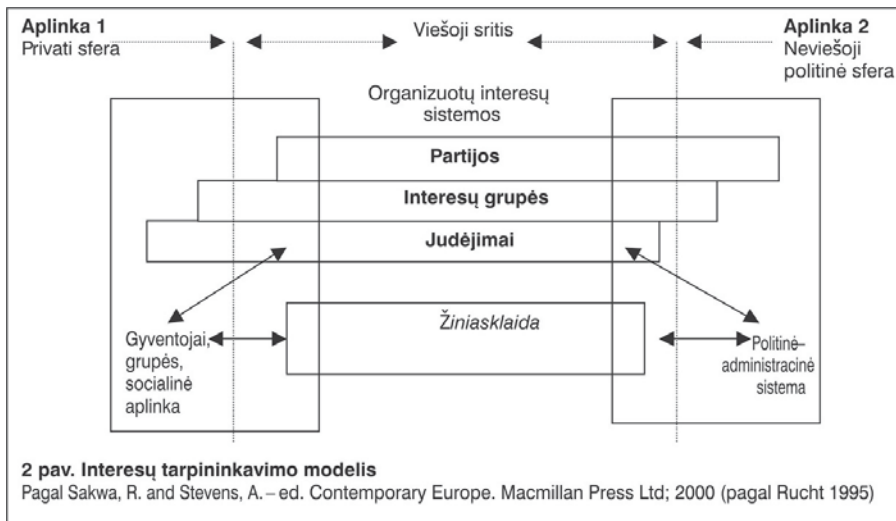 Aplinka 1
Privati sfera
Viešoji sritis
Aplinka 2
Neviešoji
politinė sfera
Organizuotų interesų
sistemos
Partijos
Interesų grupės
Judėjimai
Žiniasklaida
Gyventojai,
grupės,
socialinė
aplinka
Politinė–
administracinė
sistema
2 pav. Interesų tarpininkavimo modelis
Pagal Sakwa, R. and Stevens, A. – ed. Contemporary Europe. Macmillan Press Ltd; 2000 (pagal Rucht 1995)